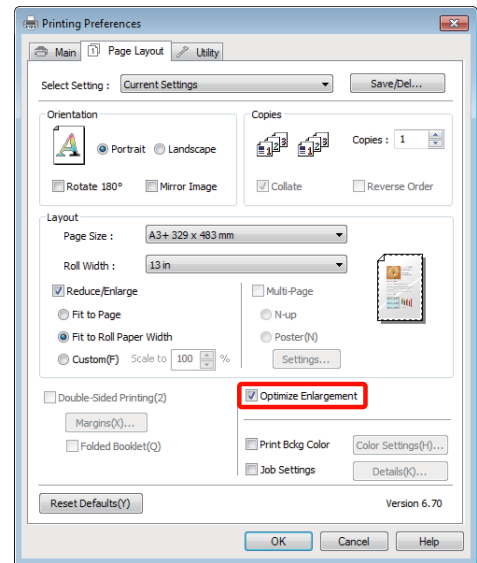 Printing Preferences
Main Page Layout Utility
Select Setting : Current Settings Save/Del...
Orientation
Portrait Landscape
Rotate 180° Mirror Image
Copies
Copies : 1
Collate Reverse Order
Layout
Page Size : A3+ 329 x 483 mm
Roll Width : 13 in
Reduce/Enlarge
Fit to Page
Fit to Roll Paper Width
Custom(F) Scale to 100 %
Multi-Page
N-up
Poster(N)
Settings...
Double-Sided Printing(2)
Margins(X)...
Folded Booklet(Q)
Optimize Enlargement
Print Bckg Color Color Settings(H)...
Job Settings Details(K)...
Reset Defaults(Y) Version 6.70
OK Cancel Help